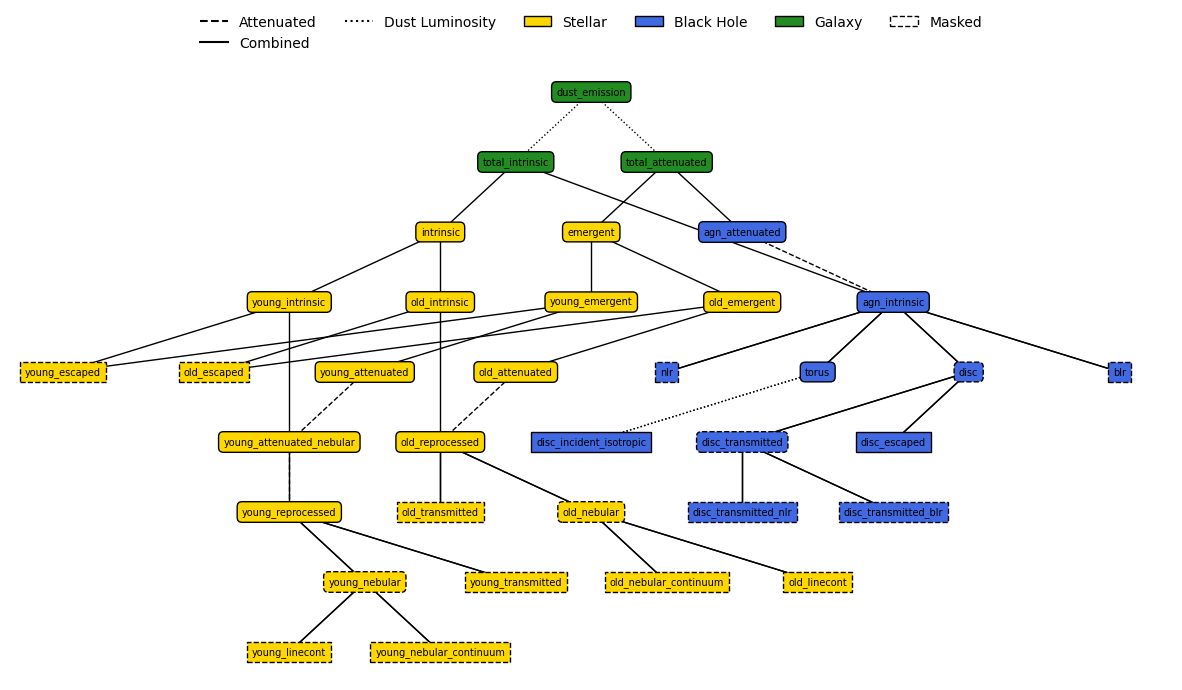 Attenuated Dust Luminosity Stellar Black Hole Galaxy Masked
Combined
dust_emission
total_intrinsic total_attenuated
intrinsic emergent agn_attenuated
young_intrinsic old_intrinsic young_emergent old_emergent agn_intrinsic
young_escaped old_escaped young_attenuated old_attenuated nlr torus disc blr
young_attenuated_nebular old_reprocessed disc_incident_isotropic disc_transmitted disc_escaped
young_reprocessed old_transmitted old_nebular disc_transmitted_nlr disc_transmitted_blr
young_nebular young_transmitted old_nebular_continuum old_linecont
young_linecont young_nebular_continuum